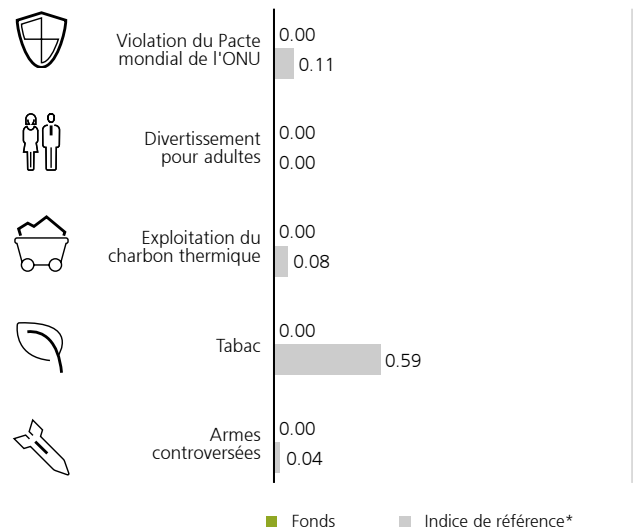 Violation du Pacte
mondial de l'ONU
0.00
0.11
Divertissement
pour adultes
0.00
0.00
Exploitation du
charbon thermique
0.00
0.08
Tabac
0.00
0.59
Armes
controversées
0.00
0.04
Fonds
Indice de référence*